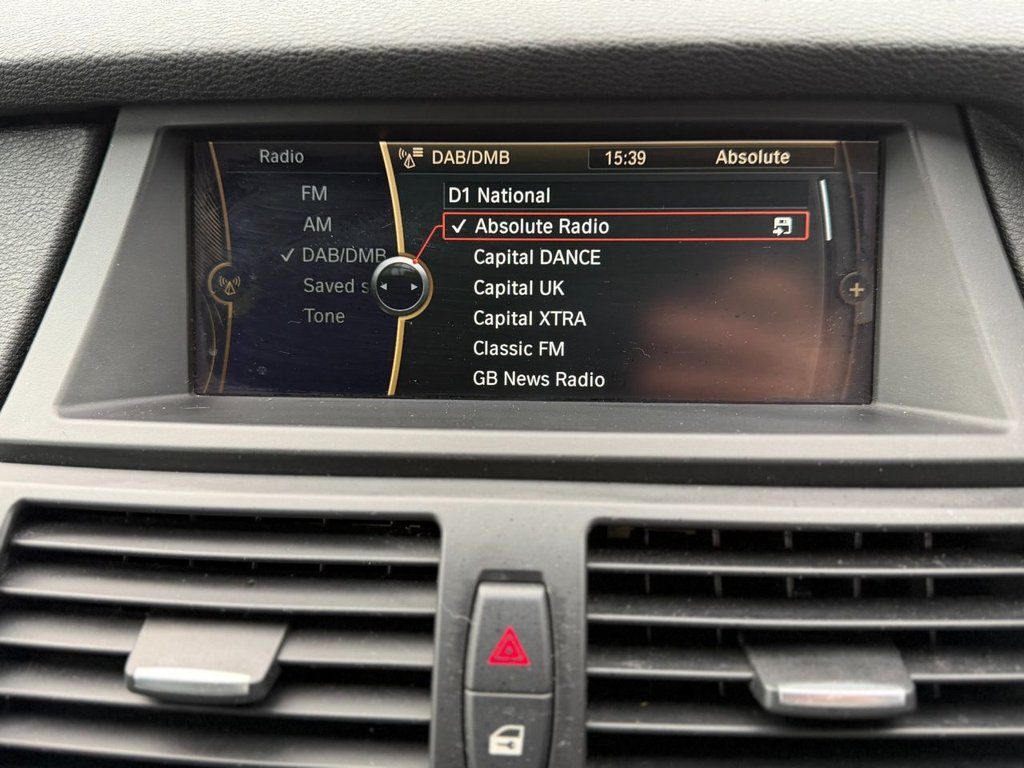 Radio
DAB/DMB 15:39 Absolute
FM
AM
DAB/DMB
Saved s
Tone
D1 National
Absolute Radio
Capital DANCE
Capital UK
Capital XTRA
Classic FM
GB News Radio